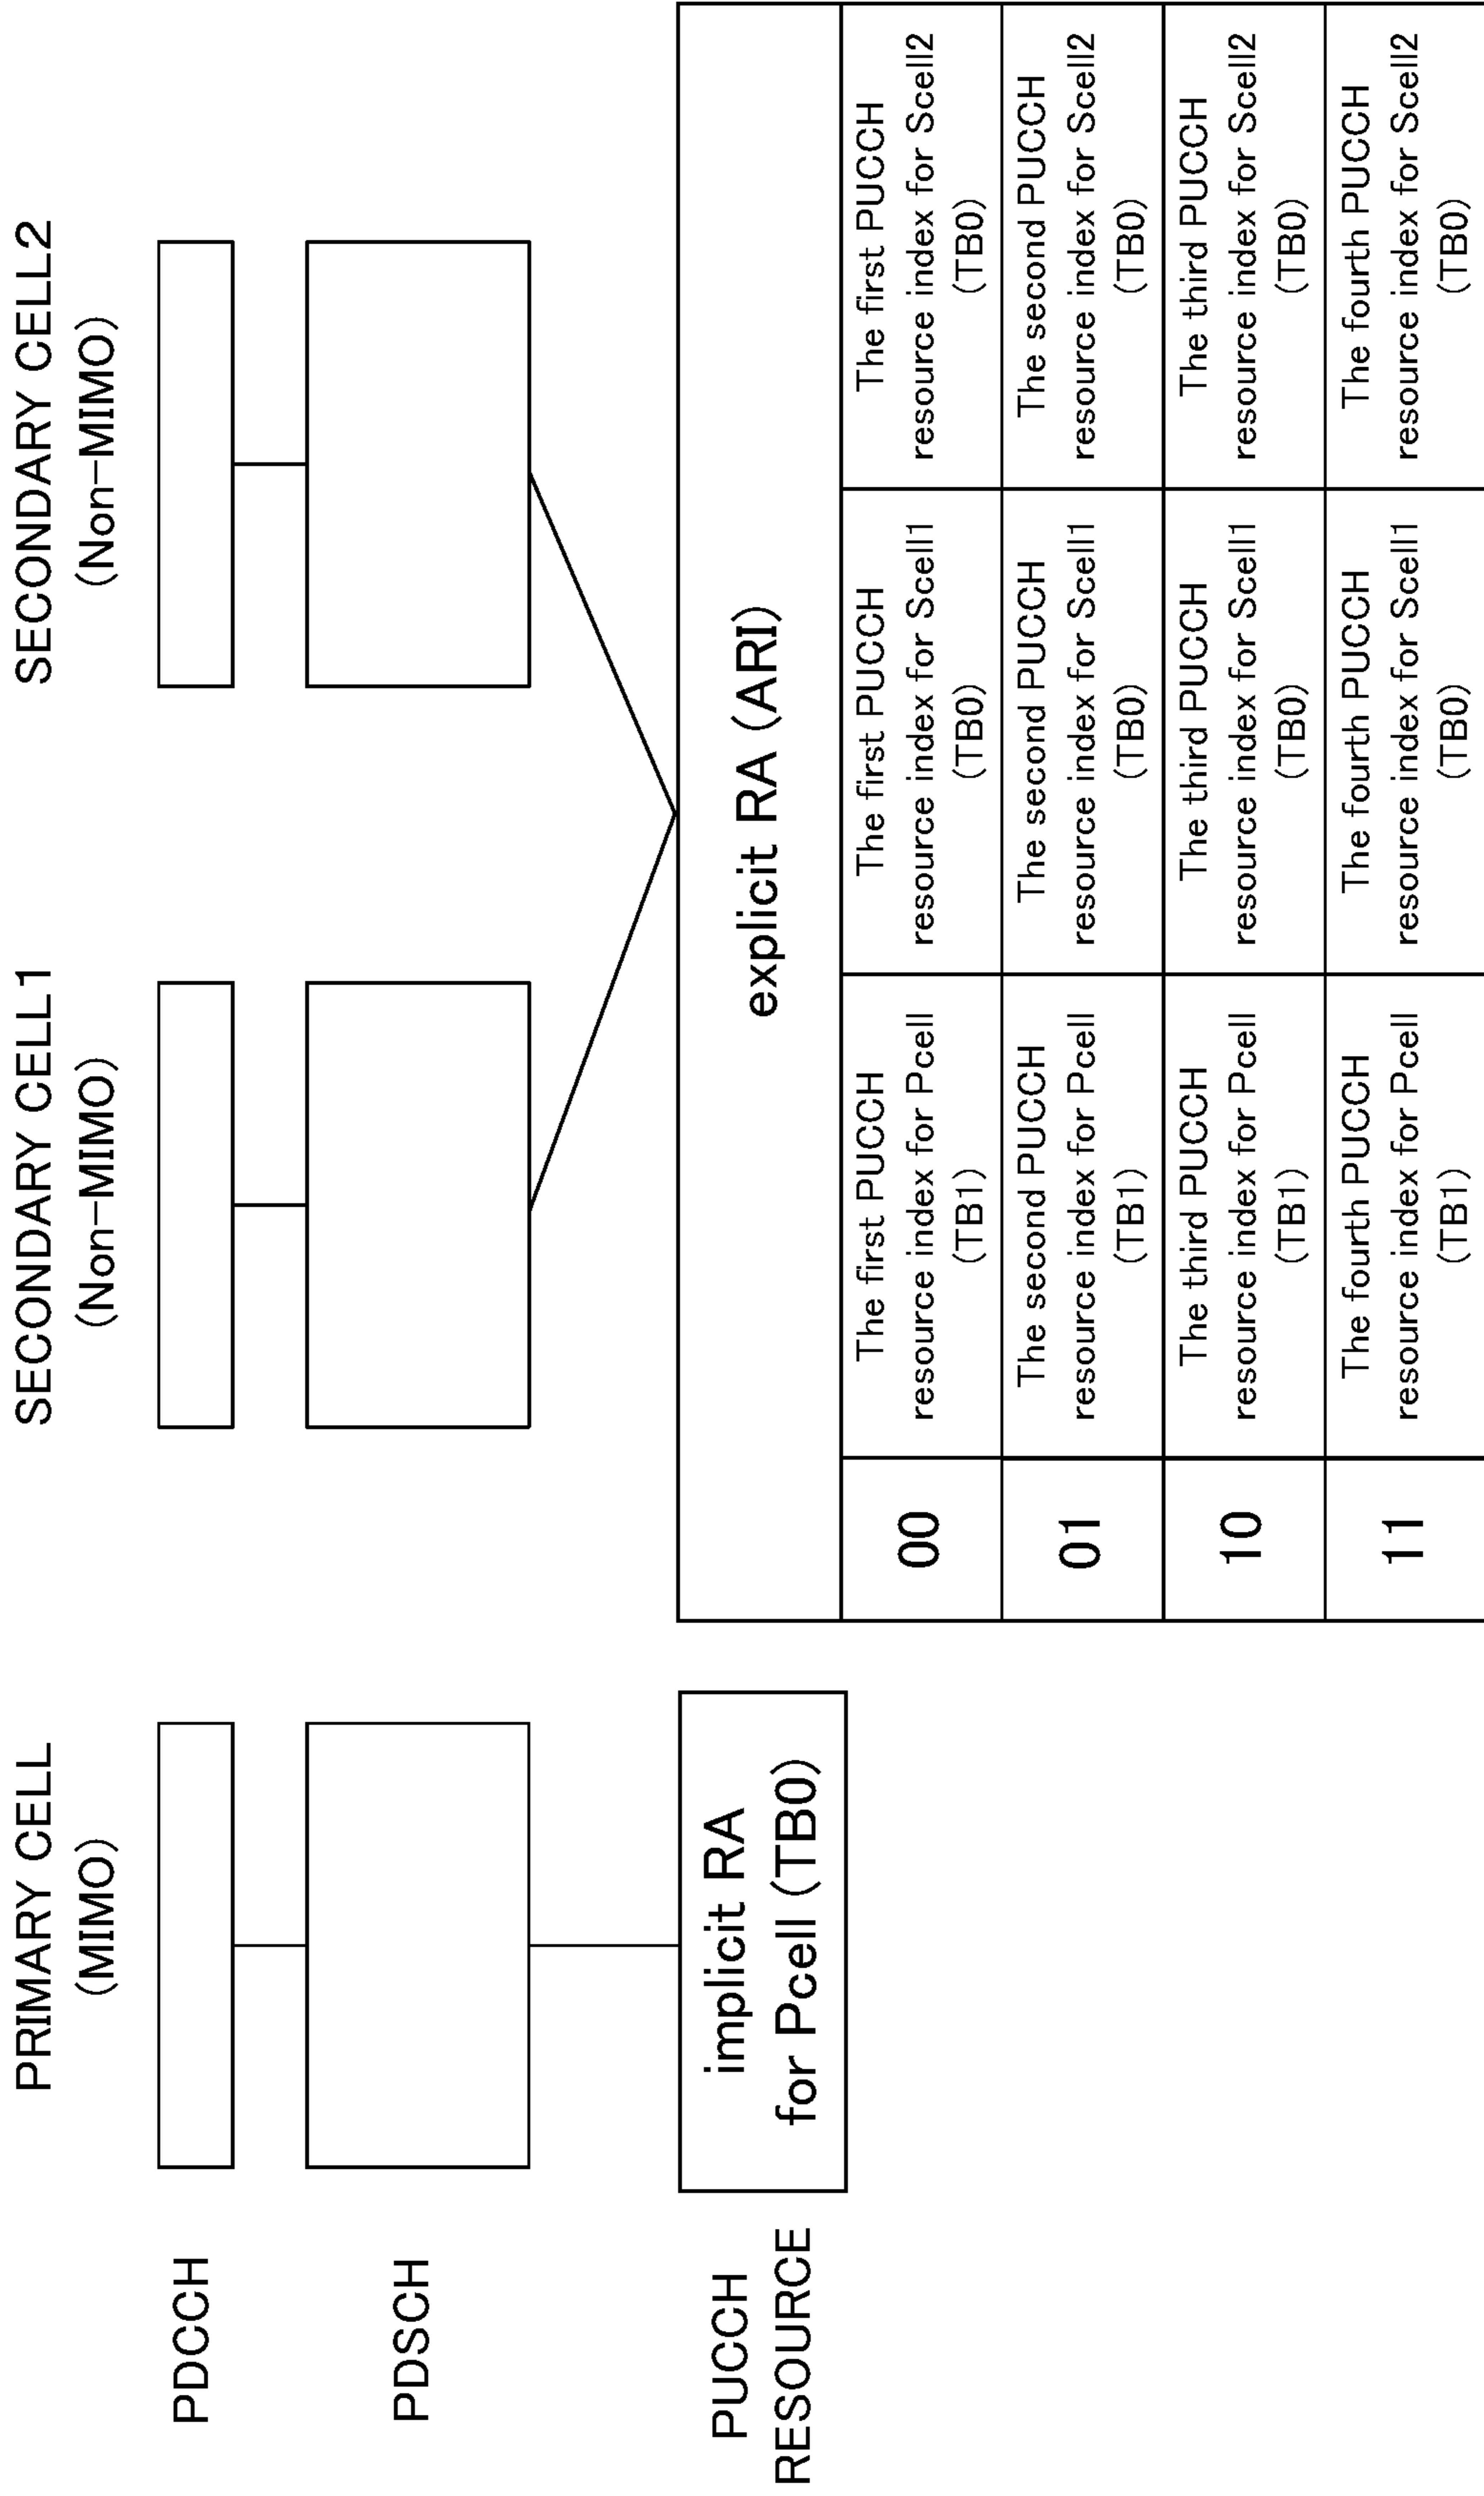 PRIMARY CELL
(MIMO)
SECONDARY CELL1
(Non-MIMO)
SECONDARY CELL2
(Non-MIMO)
PDCCH
PDSCH
PUCCH
RESOURCE
implicit RA
for Pcell (TB0)
explicit RA (ARI)
00
The first PUCCH
resource index for Pcell
(TB1)
The first PUCCH
resource index for Scell1
(TB0)
The first PUCCH
resource index for Scell2
(TB0)
01
The second PUCCH
resource index for Pcell
(TB1)
The second PUCCH
resource index for Scell1
(TB0)
The second PUCCH
resource index for Scell2
(TB0)
10
The third PUCCH
resource index for Pcell
(TB1)
The third PUCCH
resource index for Scell1
(TB0)
The third PUCCH
resource index for Scell2
(TB0)
11
The fourth PUCCH
resource index for Pcell
(TB1)
The fourth PUCCH
resource index for Scell1
(TB0)
The fourth PUCCH
resource index for Scell2
(TB0)